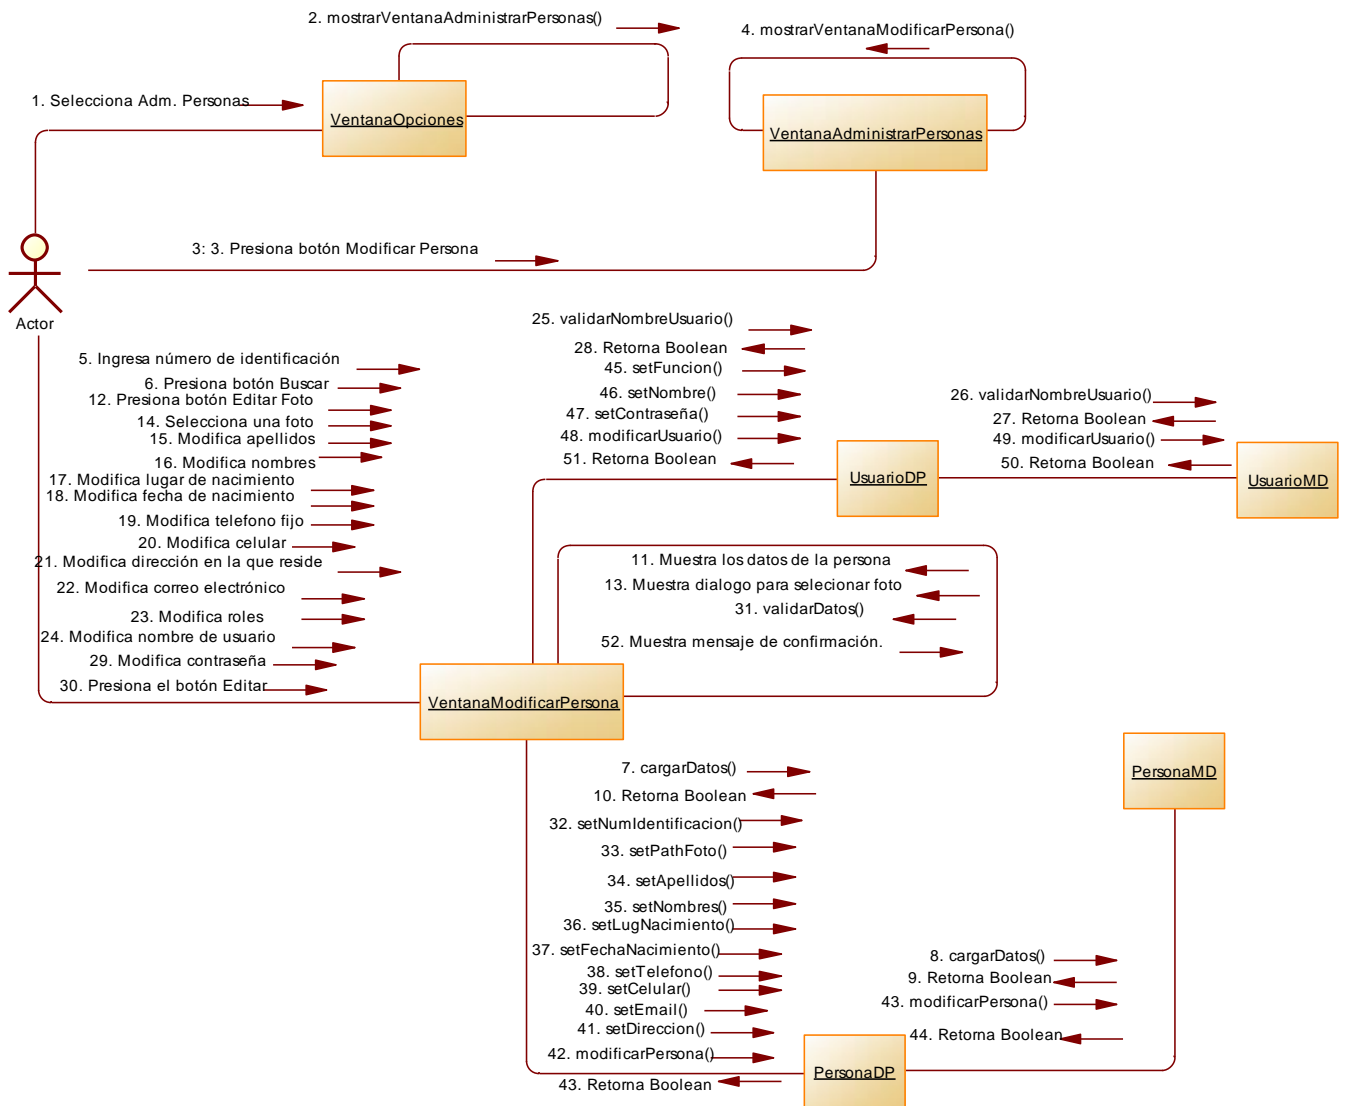 2. mostrarVentanaAdministrarPersonas()
4. mostrarVentanaModificarPersona()
1. Selecciona Adm. Personas
VentanaOpciones
VentanaAdministrarPersonas
3: 3. Presiona botón Modificar Persona
Actor
5. Ingresa número de identificación
6. Presiona botón Buscar
12. Presiona botón Editar Foto
14. Selecciona una foto
15. Modifica apellidos
16. Modifica nombres
17. Modifica lugar de nacimiento
18. Modifica fecha de nacimiento
19. Modifica telefono fijo
20. Modifica celular
21. Modifica dirección en la que reside
22. Modifica correo electrónico
23. Modifica roles
24. Modifica nombre de usuario
29. Modifica contraseña
30. Presiona el botón Editar
25. validarNombreUsuario()
28. Retorna Boolean
45. setFuncion()
46. setNombre()
47. setContraseña()
48. modificarUsuario()
51. Retorna Boolean
UsuarioDP
26. validarNombreUsuario()
27. Retorna Boolean
49. modificarUsuario()
50. Retorna Boolean
UsuarioMD
11. Muestra los datos de la persona
13. Muestra dialogo para selecionar foto
31. validarDatos()
52. Muestra mensaje de confirmación.
VentanaModificarPersona
7. cargarDatos()
10. Retorna Boolean
32. setNumIdentificacion()
33. setPathFoto()
34. setApellidos()
35. setNombres()
36. setLugNacimiento()
37. setFechaNacimiento()
38. setTelefono()
39. setCelular()
40. setEmail()
41. setDireccion()
42. modificarPersona()
43. Retorna Boolean
PersonaDP
PersonaMD
8. cargarDatos()
9. Retorna Boolean
43. modificarPersona()
44. Retorna Boolean